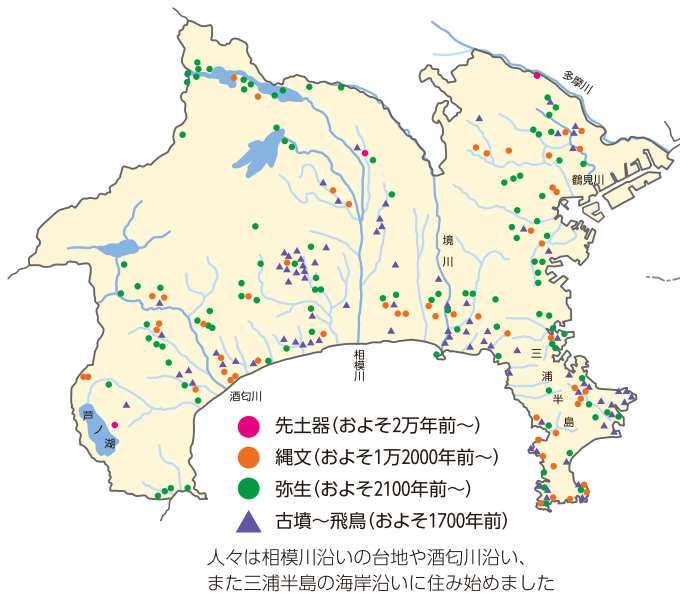 多摩川
鶴見川
境川
相模川
酒匂川
芦ノ湖
三浦半島
先土器(およそ2万年前~)
縄文(およそ1万2000年前~)
弥生(およそ2100年前~)
古墳~飛鳥(およそ1700年前)
人々は相模川沿いの台地や酒匂川沿い、
また三浦半島の海岸沿いに住み始めました